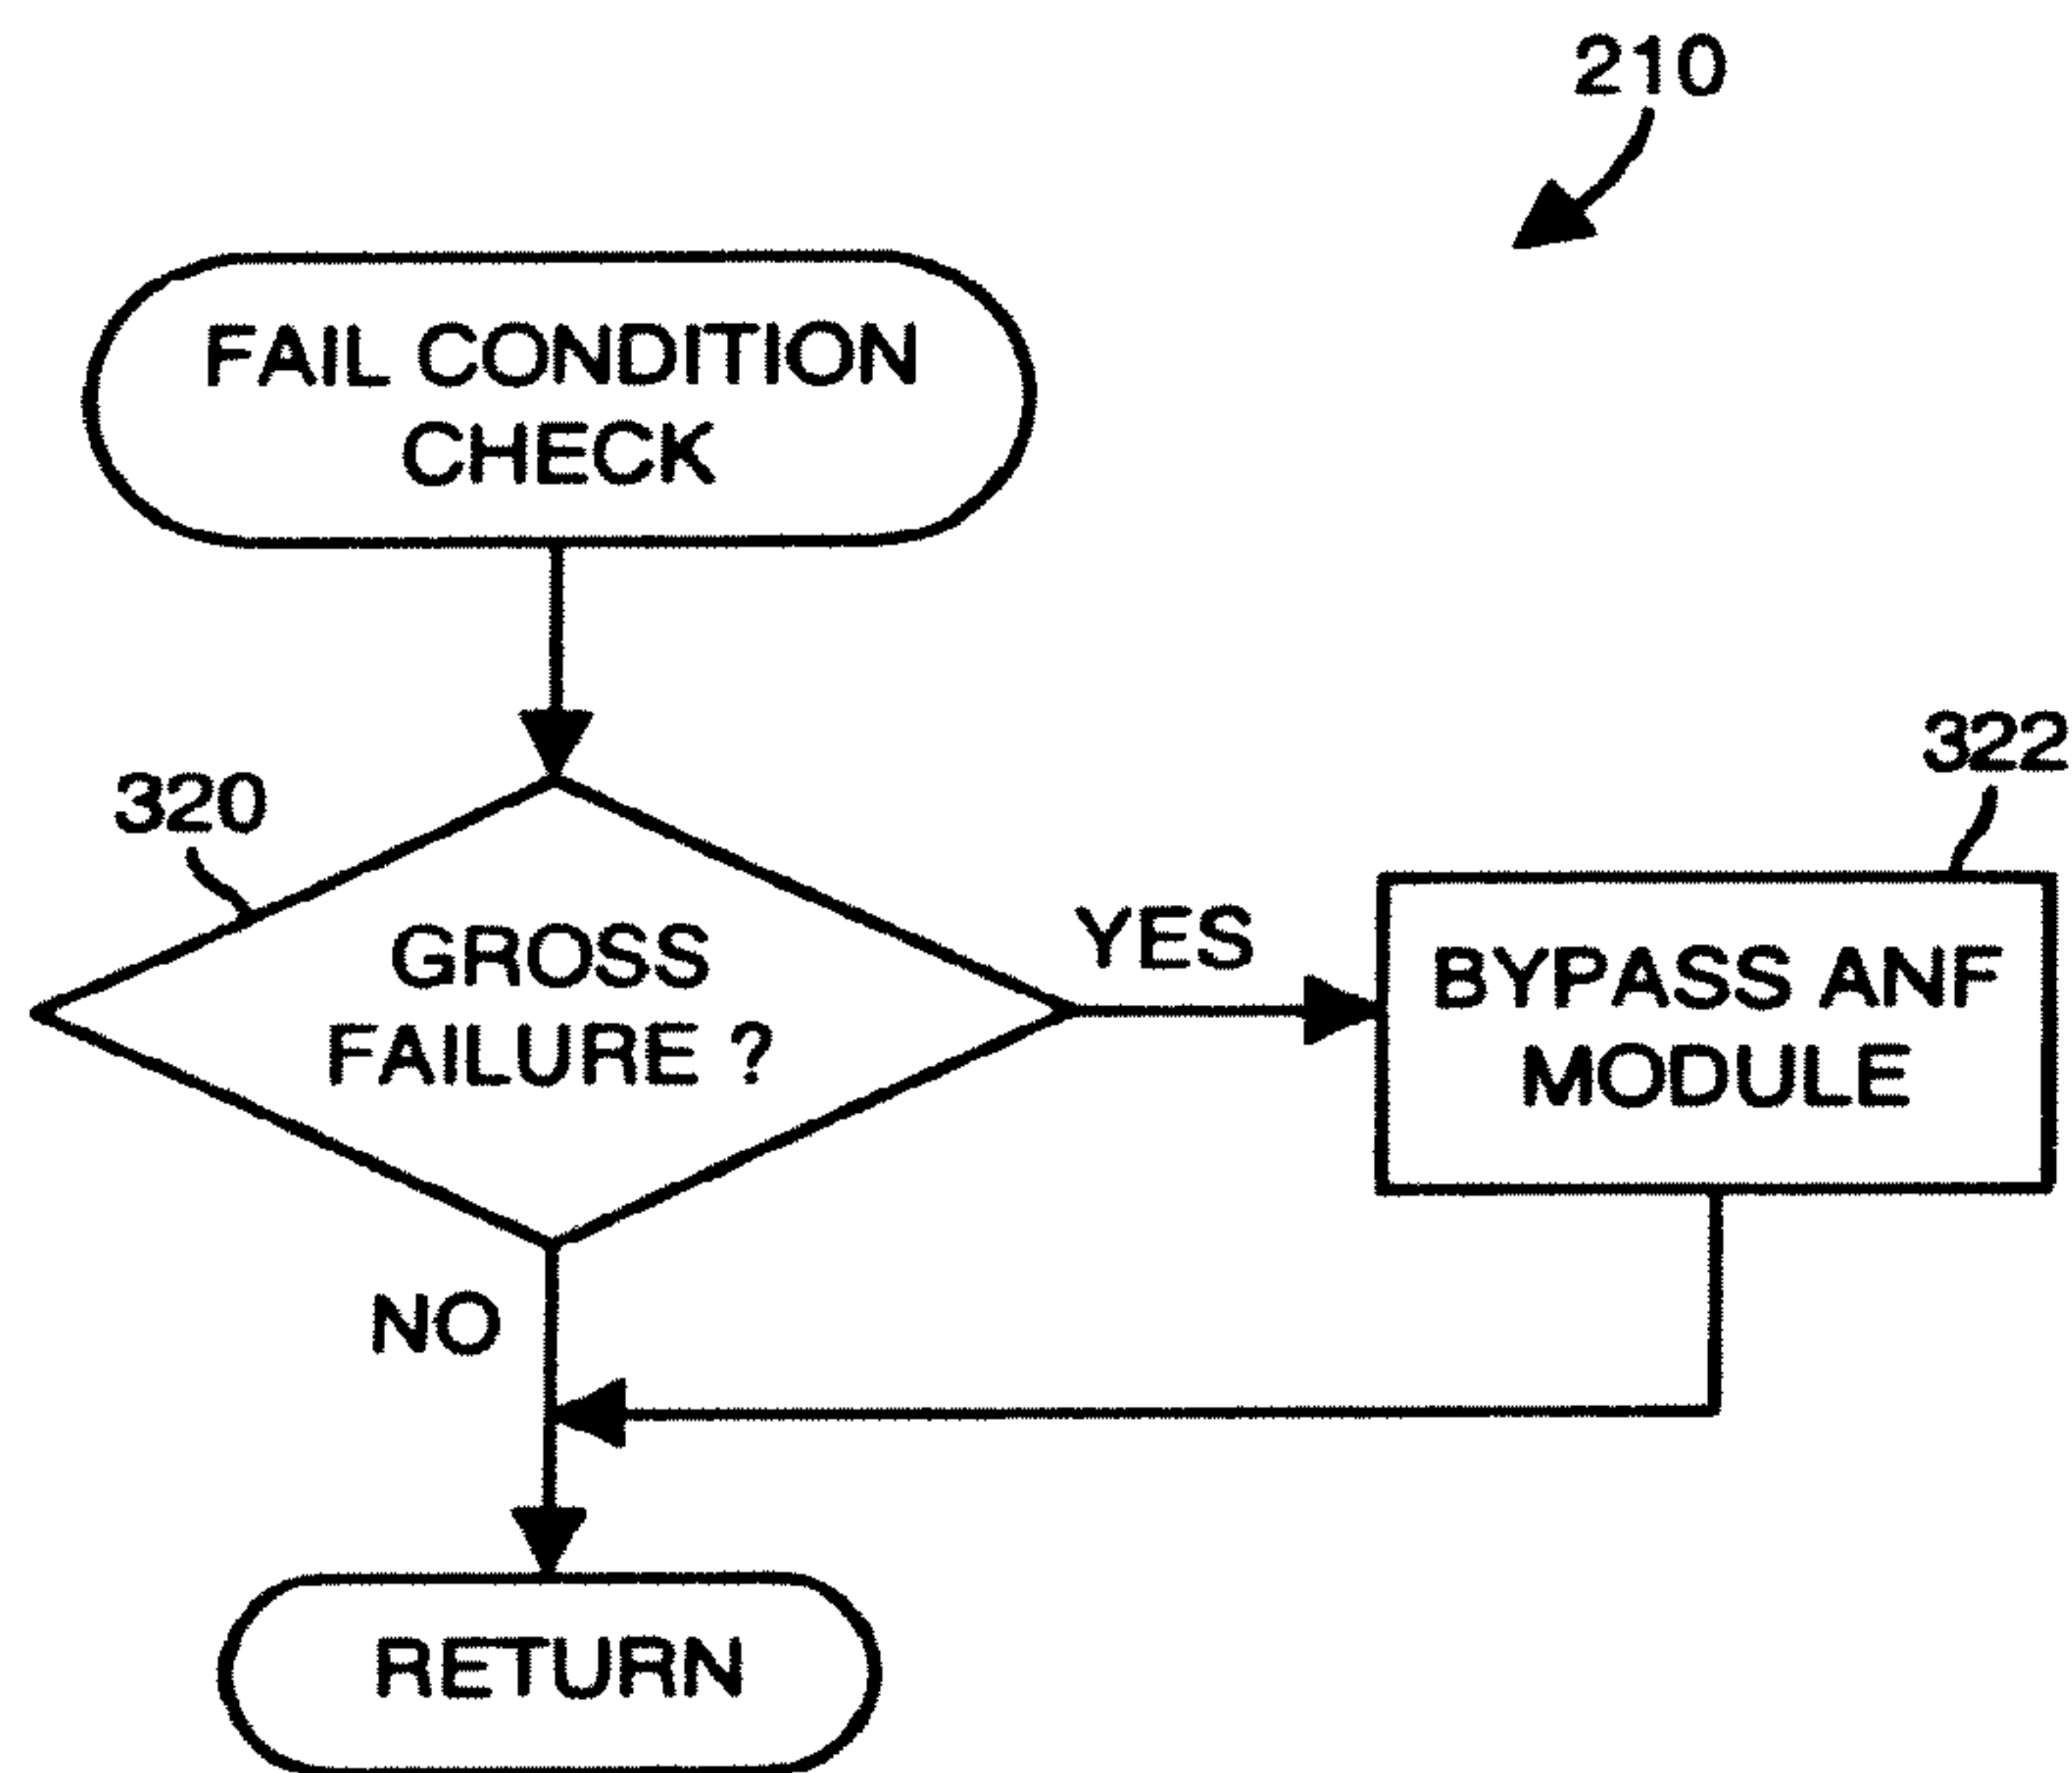 210
FAIL CONDITION
CHECK
320
GROSS
FAILURE ?
YES
322
BYPASS ANF
MODULE
NO
RETURN